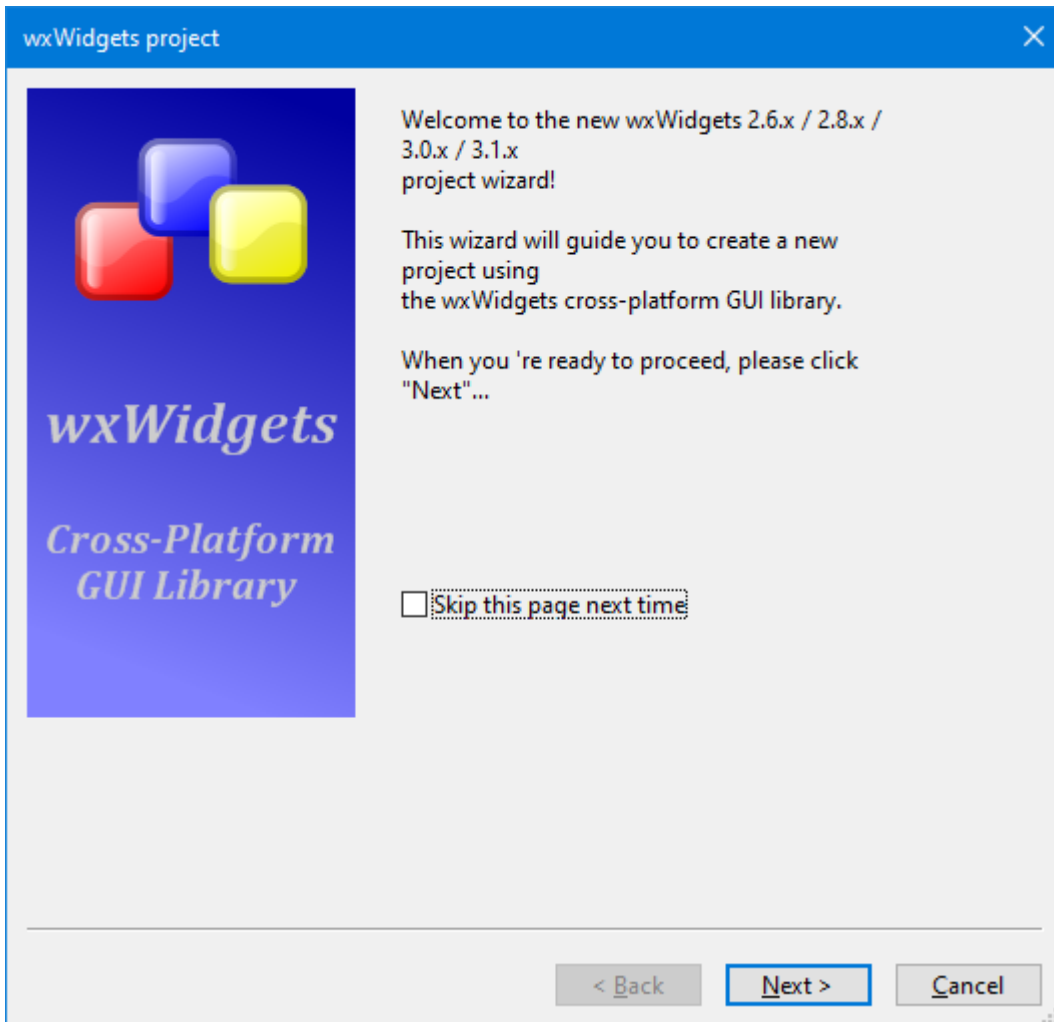 wxWidgets project
wxWidgets
Cross-Platform
GUI Library
Welcome to the new wxWidgets 2.6.x / 2.8.x /
3.0.x / 3.1.x
project wizard!
This wizard will guide you to create a new
project using
the wxWidgets cross-platform GUI library.
When you 're ready to proceed, please click
"Next"...
Skip this page next time
< Back
Next >
Cancel